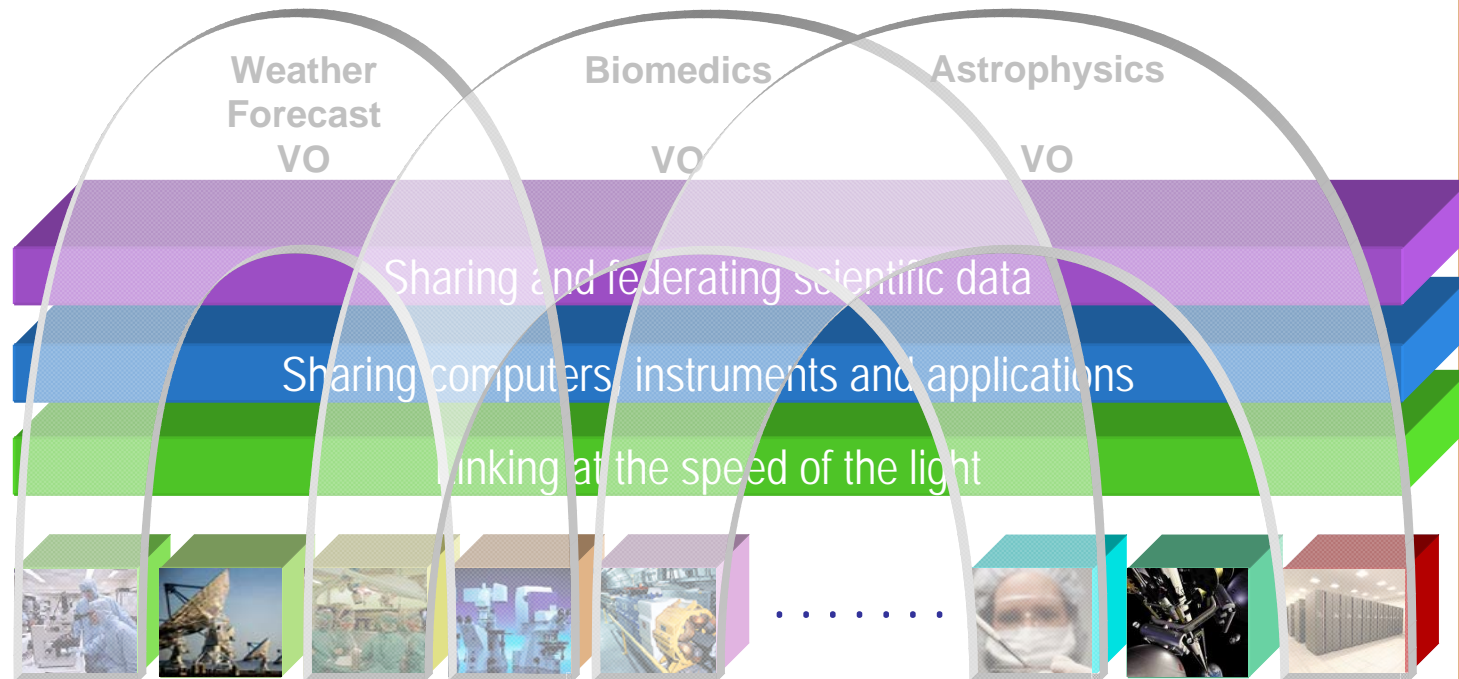 Weather
Forecast
VO
Biomedics
VO
Astrophysics
VO
Sharing and federating scientific data
Sharing computers, instruments and applications
Linking at the speed of the light
. . . . . . .